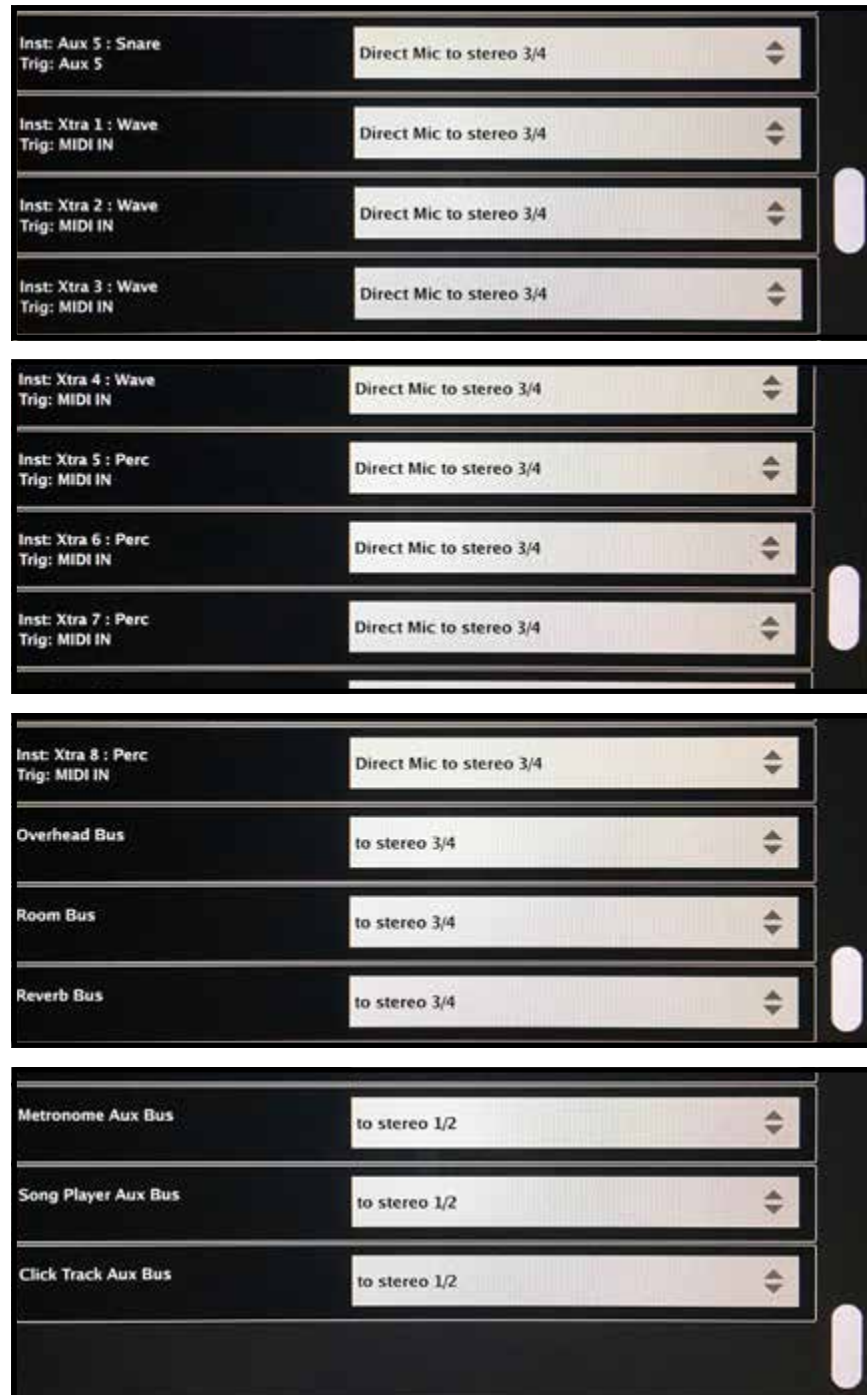 Inst: Aux 5 : Snare
Trig: Aux 5
Direct Mic to stereo 3/4
Inst: Xtra 1 : Wave
Trig: MIDI IN
Direct Mic to stereo 3/4
Inst: Xtra 2 : Wave
Trig: MIDI IN
Direct Mic to stereo 3/4
Inst: Xtra 3 : Wave
Trig: MIDI IN
Direct Mic to stereo 3/4
Inst: Xtra 4 : Wave
Trig: MIDI IN
Direct Mic to stereo 3/4
Inst: Xtra 5 : Perc
Trig: MIDI IN
Direct Mic to stereo 3/4
Inst: Xtra 6 : Perc
Trig: MIDI IN
Direct Mic to stereo 3/4
Inst: Xtra 7 : Perc
Trig: MIDI IN
Direct Mic to stereo 3/4
Inst: Xtra 8 : Perc
Trig: MIDI IN
Direct Mic to stereo 3/4
Overhead Bus
to stereo 3/4
Room Bus
to stereo 3/4
Reverb Bus
to stereo 3/4
Metronome Aux Bus
to stereo 1/2
Song Player Aux Bus
to stereo 1/2
Click Track Aux Bus
to stereo 1/2